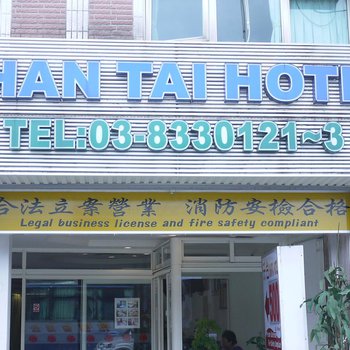 HAN TAI HOTE
TEL:03-8330121~3
合法立案營業 消防安檢合格
Legal business license and fire safety compliant